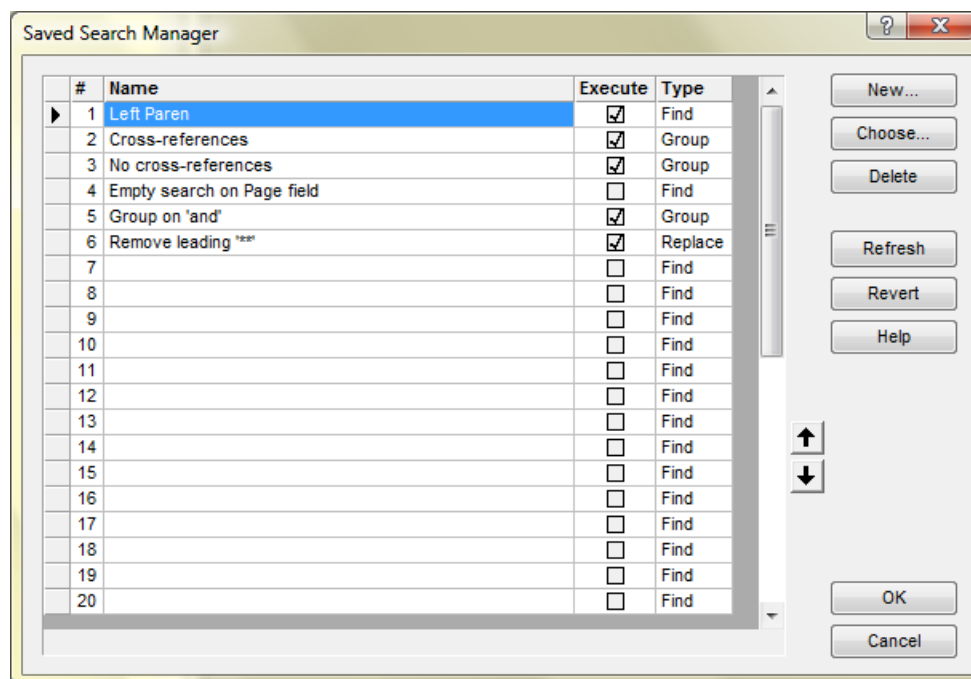 Saved Search Manager
# Name Execute Type
1 Left Paren Find
2 Cross-references Group
3 No cross-references Group
4 Empty search on Page field Find
5 Group on 'and' Group
6 Remove leading '**' Replace
7 Find
8 Find
9 Find
10 Find
11 Find
12 Find
13 Find
14 Find
15 Find
16 Find
17 Find
18 Find
19 Find
20 Find
New...
Choose...
Delete
Refresh
Revert
Help
OK
Cancel